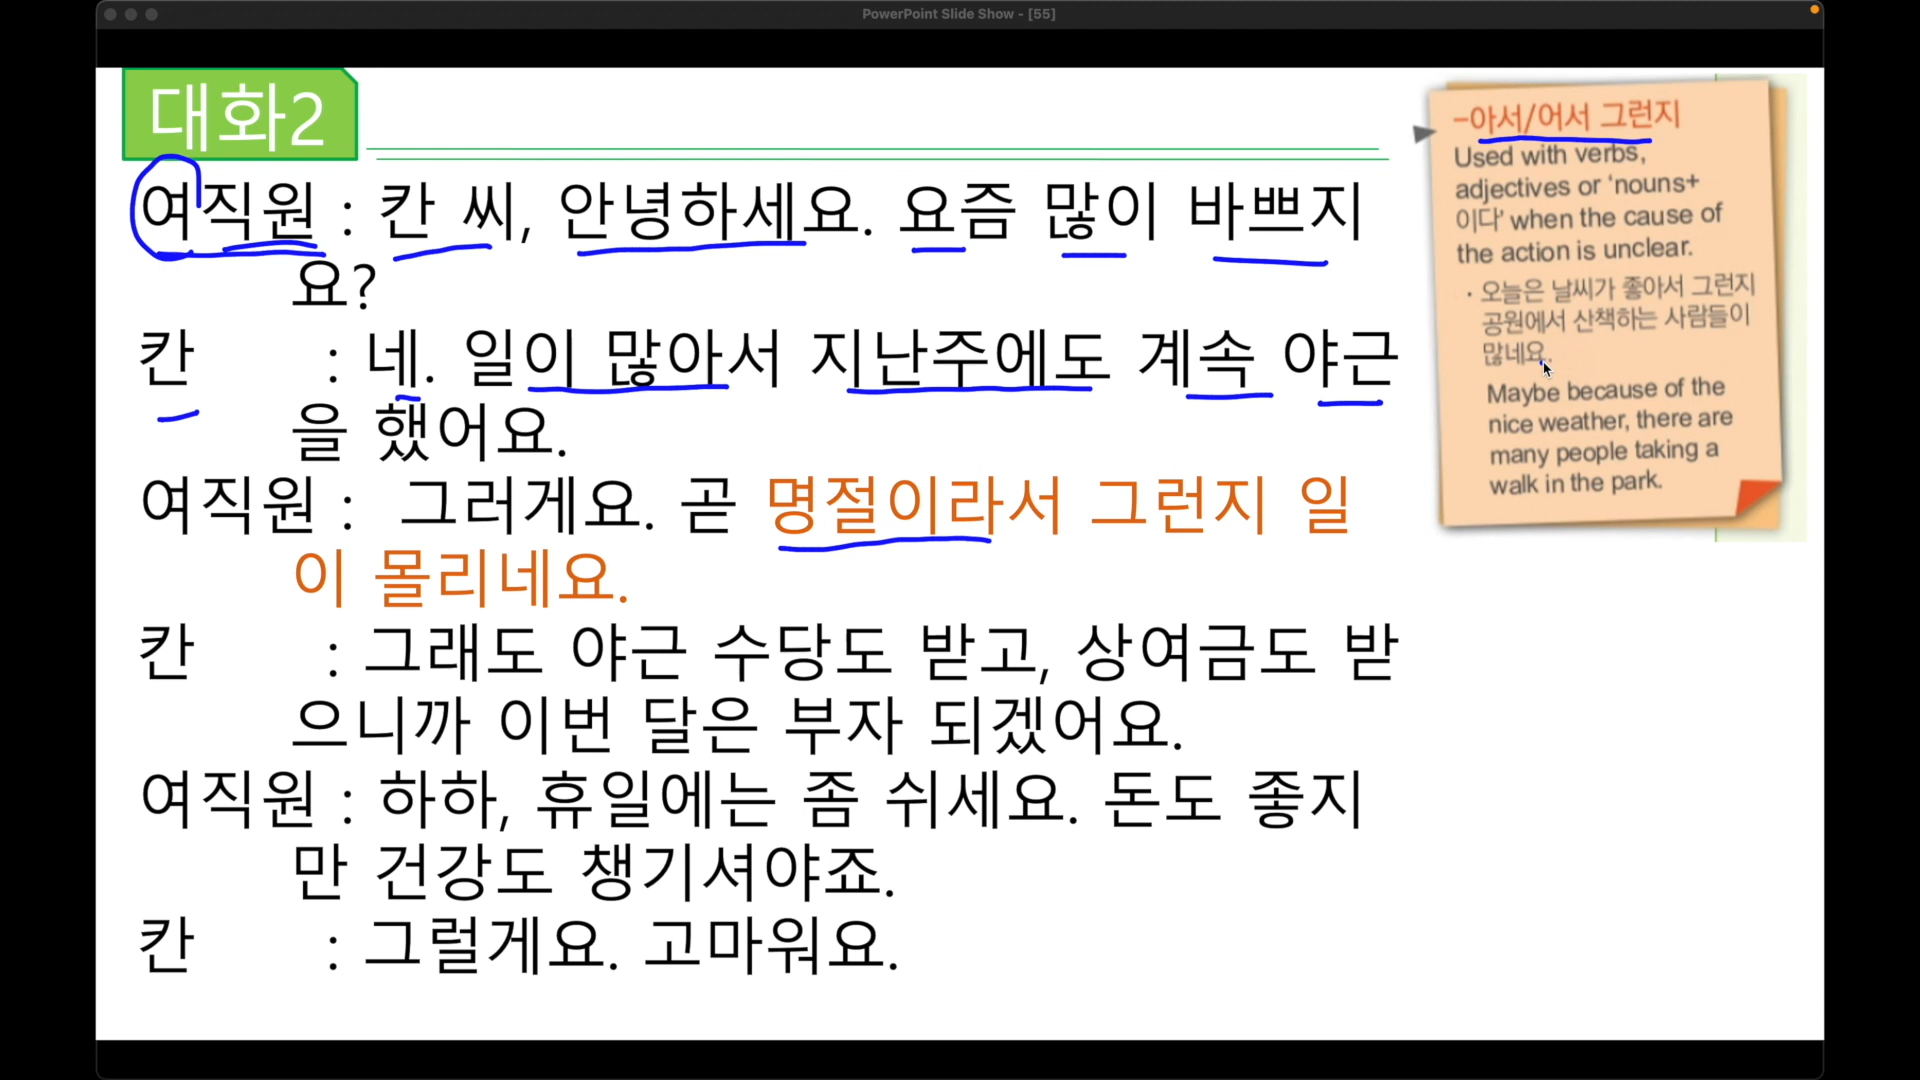 PowerPoint Slide Show - [55]
대화2
여직원 : 칸 씨, 안녕하세요. 요즘 많이 바쁘지
요?
칸 : 네. 일이 많아서 지난주에도 계속 야근
을 했어요.
여직원 : 그러게요. 곧 명절이라서 그런지 일
이 몰리네요.
칸 : 그래도 야근 수당도 받고, 상여금도 받
으니까 이번 달은 부자 되겠어요.
여직원 : 하하, 휴일에는 좀 쉬세요. 돈도 좋지
만 건강도 챙기셔야죠.
칸 : 그럴게요. 고마워요.
-아서/어서 그런지
Used with verbs,
adjectives or 'nouns+
이다' when the cause of
the action is unclear.
· 오늘은 날씨가 좋아서 그런지
공원에서 산책하는 사람들이
많네요.
Maybe because of the
nice weather, there are
many people taking a
walk in the park.